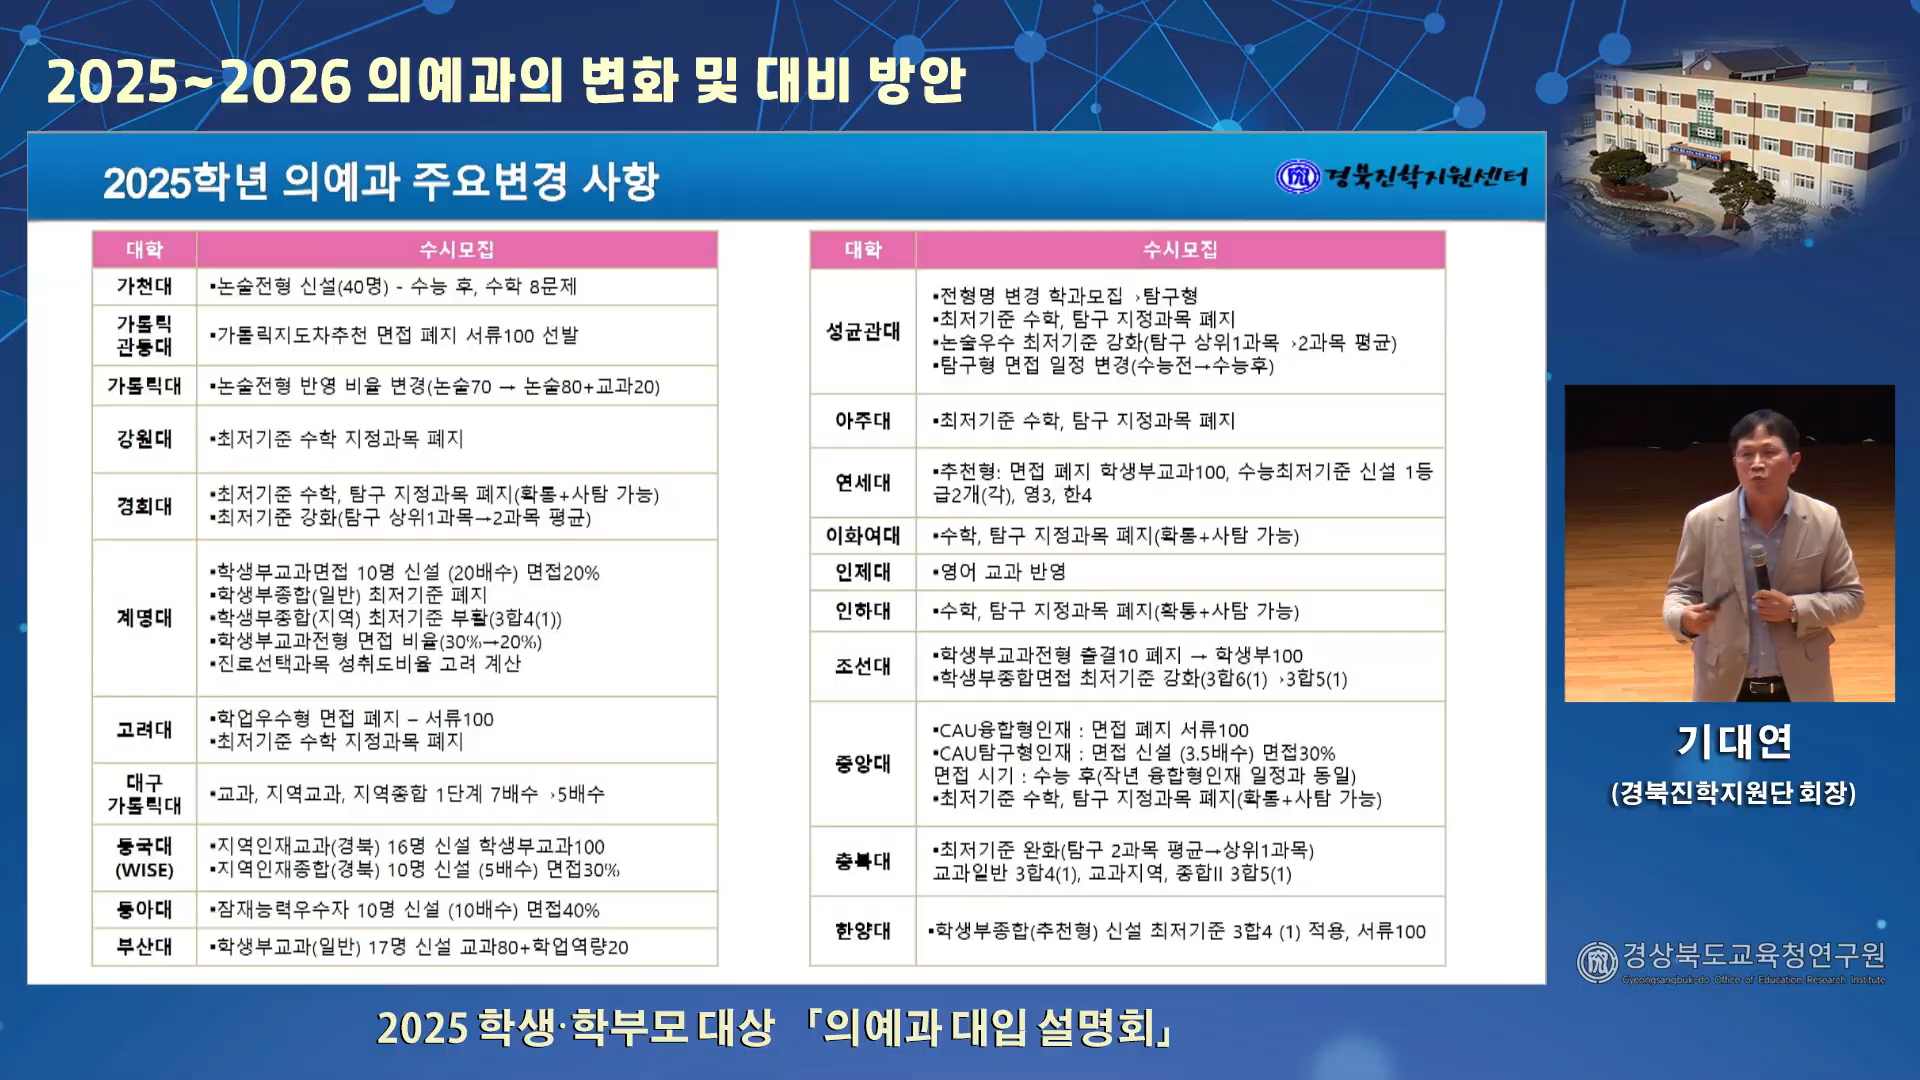 2025~2026 의예과의 변화 및 대비 방안
2025학년 의예과 주요변경 사항
경북진학지원센터
대학 수시모집
가천대 ▪논술전형 신설(40명) - 수능 후, 수학 8문제
가톨릭
관동대
▪가톨릭지도차추천 면접 폐지 서류100 선발
가톨릭대 ▪논술전형 반영 비율 변경(논술70 → 논술80+교과20)
강원대 ▪최저기준 수학 지정과목 폐지
경희대
▪최저기준 수학, 탐구 지정과목 폐지(확통+사탐 가능)
▪최저기준 강화(탐구 상위1과목→2과목 평균)
계명대
▪학생부교과면접 10명 신설 (20배수) 면접20%
▪학생부종합(일반) 최저기준 폐지
▪학생부종합(지역) 최저기준 부활(3합4(1))
▪학생부교과전형 면접 비율(30%→20%)
▪진로선택과목 성취도비율 고려 계산
고려대
▪학업우수형 면접 폐지 – 서류100
▪최저기준 수학 지정과목 폐지
대구
가톨릭대
▪교과, 지역교과, 지역종합 1단계 7배수 →5배수
동국대
(WISE)
▪지역인재교과(경북) 16명 신설 학생부교과100
▪지역인재종합(경북) 10명 신설 (5배수) 면접30%
동아대 ▪잠재능력우수자 10명 신설 (10배수) 면접40%
부산대 ▪학생부교과(일반) 17명 신설 교과80+학업역량20
대학 수시모집
성균관대
▪전형명 변경 학과모집 →탐구형
▪최저기준 수학, 탐구 지정과목 폐지
▪논술우수 최저기준 강화(탐구 상위1과목 →2과목 평균)
▪탐구형 면접 일정 변경(수능전→수능후)
아주대 ▪최저기준 수학, 탐구 지정과목 폐지
연세대
▪추천형: 면접 폐지 학생부교과100, 수능최저기준 신설 1등
급2개(각), 영3, 한4
이화여대 ▪수학, 탐구 지정과목 폐지(확통+사탐 가능)
인제대 ▪영어 교과 반영
인하대 ▪수학, 탐구 지정과목 폐지(확통+사탐 가능)
조선대
▪학생부교과전형 출결10 폐지 → 학생부100
▪학생부종합면접 최저기준 강화(3합6(1) →3합5(1)
중앙대
▪CAU융합형인재 : 면접 폐지 서류100
▪CAU탐구형인재 : 면접 신설 (3.5배수) 면접30%
면접 시기 : 수능 후(작년 융합형인재 일정과 동일)
▪최저기준 수학, 탐구 지정과목 폐지(확통+사탐 가능)
충북대
▪최저기준 완화(탐구 2과목 평균→상위1과목)
교과일반 3합4(1), 교과지역, 종합II 3합5(1)
한양대 ▪학생부종합(추천형) 신설 최저기준 3합4 (1) 적용, 서류100
기대연
(경북진학지원단 회장)
경상북도교육청연구원
Gyeongsangbuk-do Office of Education Research Institute
2025 학생·학부모 대상 「의예과 대입 설명회」